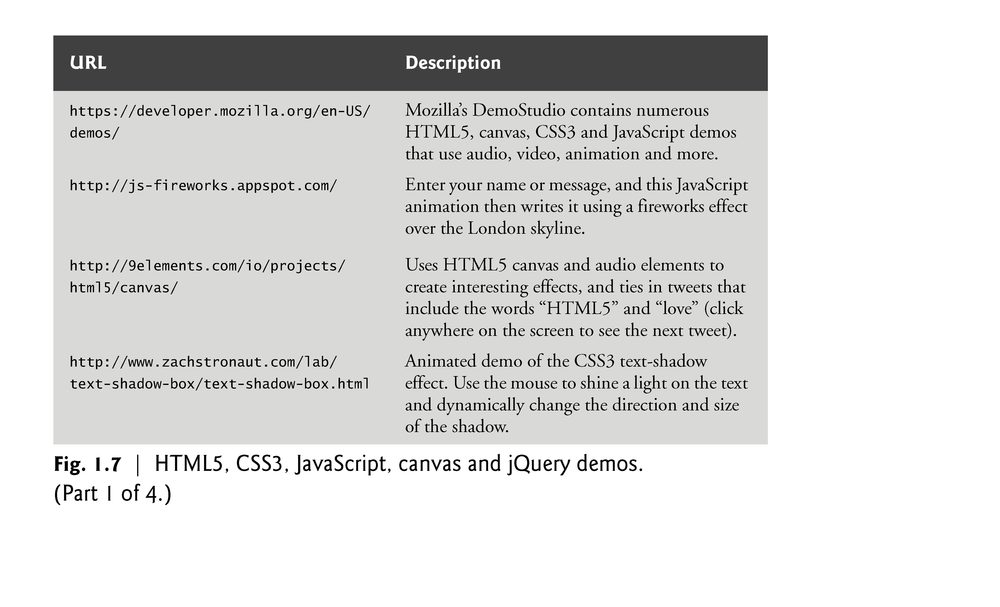 URL Description
https://developer.mozilla.org/en-US/ Mozilla’s DemoStudio contains numerous
demos/ HTML5, canvas, CSS3 and JavaScript demos
that use audio, video, animation and more.
http://js-fireworks.appspot.com/ Enter your name or message, and this JavaScript
animation then writes it using a fireworks effect
over the London skyline.
http://9elements.com/io/projects/ Uses HTML5 canvas and audio elements to
html5/canvas/ create interesting effects, and ties in tweets that
include the words “HTML5” and “love” (click
anywhere on the screen to see the next tweet).
http://www.zachstronaut.com/lab/ Animated demo of the CSS3 text-shadow
text-shadow-box/text-shadow-box.html effect. Use the mouse to shine a light on the text
and dynamically change the direction and size
of the shadow.
Fig. 1.7 | HTML5, CSS3, JavaScript, canvas and jQuery demos.
(Part 1 of 4.)